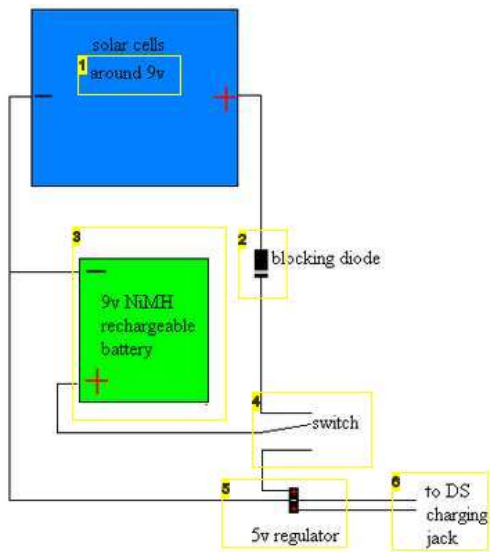 solar cells
1
around 9v
3
2
blocking diode
9v NiMH
rechargeable
battery
4
switch
5
6
to DS
charging
jack
5v regulator